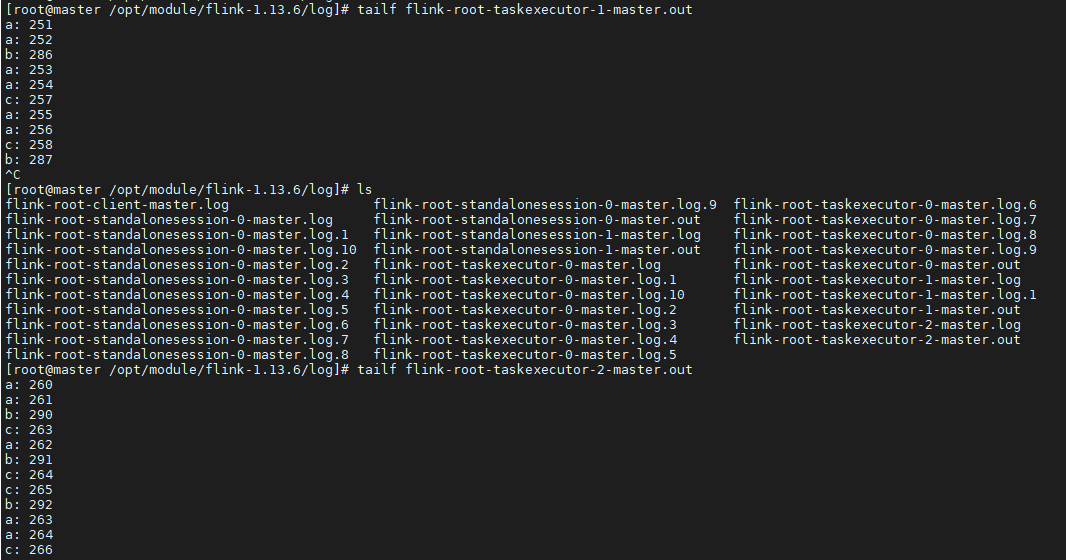 [root@master /opt/module/flink-1.13.6/log]# tailf flink-root-taskexecutor-1-master.out
a: 251
a: 252
b: 286
a: 253
a: 254
c: 257
a: 255
a: 256
c: 258
b: 287
^C
[root@master /opt/module/flink-1.13.6/log]# ls
flink-root-client-master.log flink-root-standalonesession-0-master.log.9 flink-root-taskexecutor-0-master.log.6
flink-root-standalonesession-0-master.log flink-root-standalonesession-0-master.out flink-root-taskexecutor-0-master.log.7
flink-root-standalonesession-0-master.log.1 flink-root-standalonesession-1-master.log flink-root-taskexecutor-0-master.log.8
flink-root-standalonesession-0-master.log.10 flink-root-standalonesession-1-master.out flink-root-taskexecutor-0-master.log.9
flink-root-standalonesession-0-master.log.2 flink-root-taskexecutor-0-master.log flink-root-taskexecutor-0-master.out
flink-root-standalonesession-0-master.log.3 flink-root-taskexecutor-0-master.log.1 flink-root-taskexecutor-1-master.log
flink-root-standalonesession-0-master.log.4 flink-root-taskexecutor-0-master.log.10 flink-root-taskexecutor-1-master.log.1
flink-root-standalonesession-0-master.log.5 flink-root-taskexecutor-0-master.log.2 flink-root-taskexecutor-1-master.out
flink-root-standalonesession-0-master.log.6 flink-root-taskexecutor-0-master.log.3 flink-root-taskexecutor-2-master.log
flink-root-standalonesession-0-master.log.7 flink-root-taskexecutor-0-master.log.4 flink-root-taskexecutor-2-master.out
flink-root-standalonesession-0-master.log.8 flink-root-taskexecutor-0-master.log.5
[root@master /opt/module/flink-1.13.6/log]# tailf flink-root-taskexecutor-2-master.out
a: 260
a: 261
b: 290
c: 263
a: 262
b: 291
c: 264
c: 265
b: 292
a: 263
a: 264
c: 266